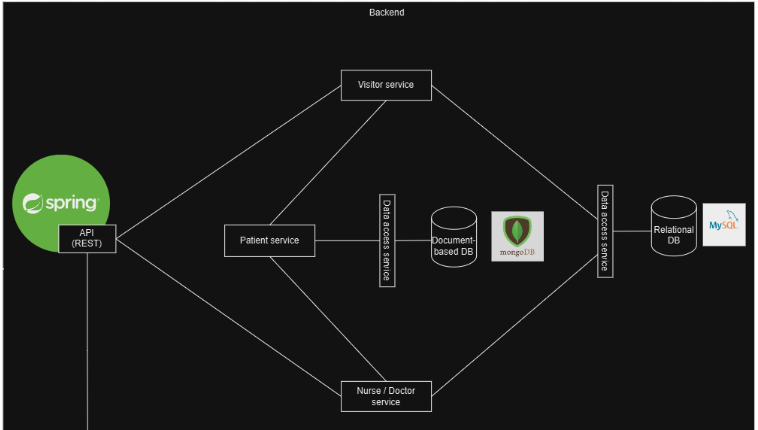 Backend
Visitor service
spring
API
(REST)
Patient service
Data access service
Document-
based DB
mongoDB
Data access service
Relational
DB
MySQL
Nurse / Doctor
service